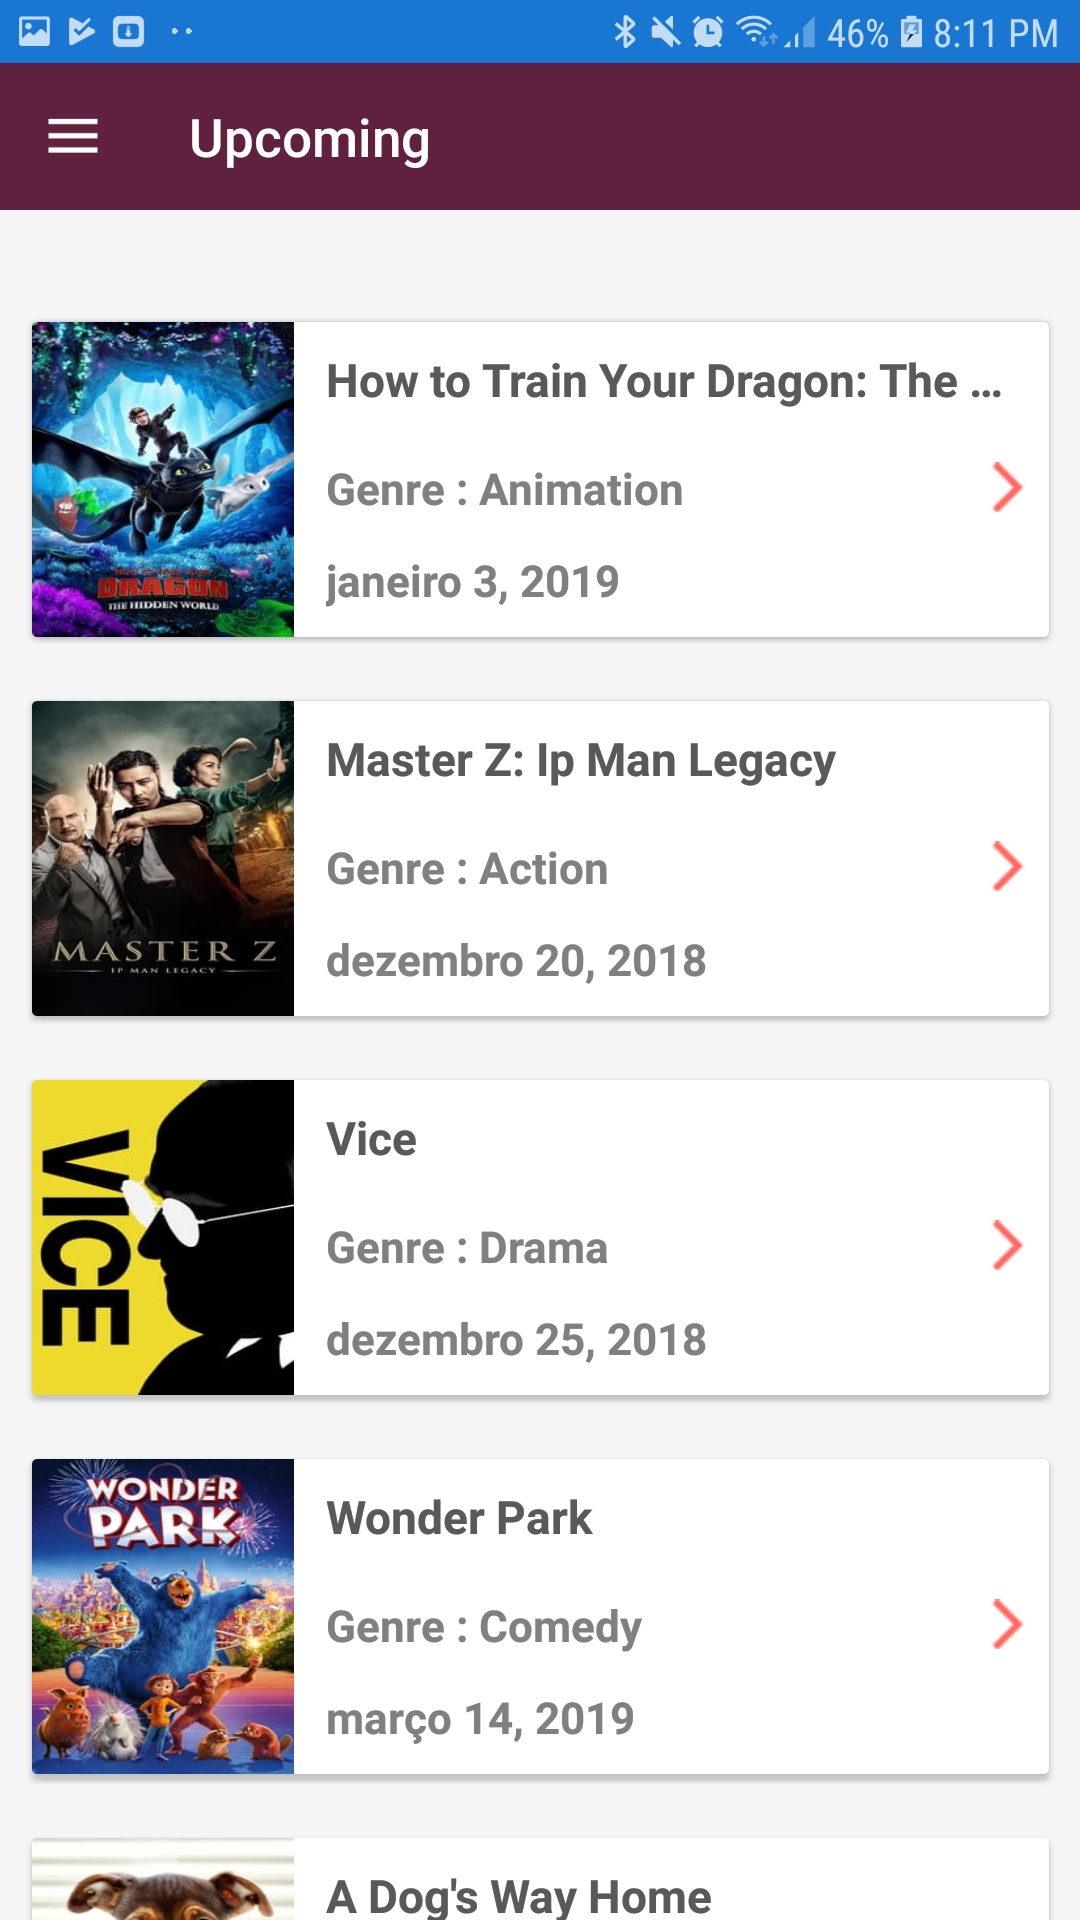 46% 8:11 PM
Upcoming
How to Train Your Dragon: The ...
Genre : Animation
janeiro 3, 2019
DRAGON
THE HIDDEN WORLD
Master Z: Ip Man Legacy
Genre : Action
dezembro 20, 2018
MASTER Z
IP MAN LEGACY
Vice
Genre : Drama
dezembro 25, 2018
VICE
Wonder Park
Genre : Comedy
março 14, 2019
WONDER
PARK
A Dog's Way Home